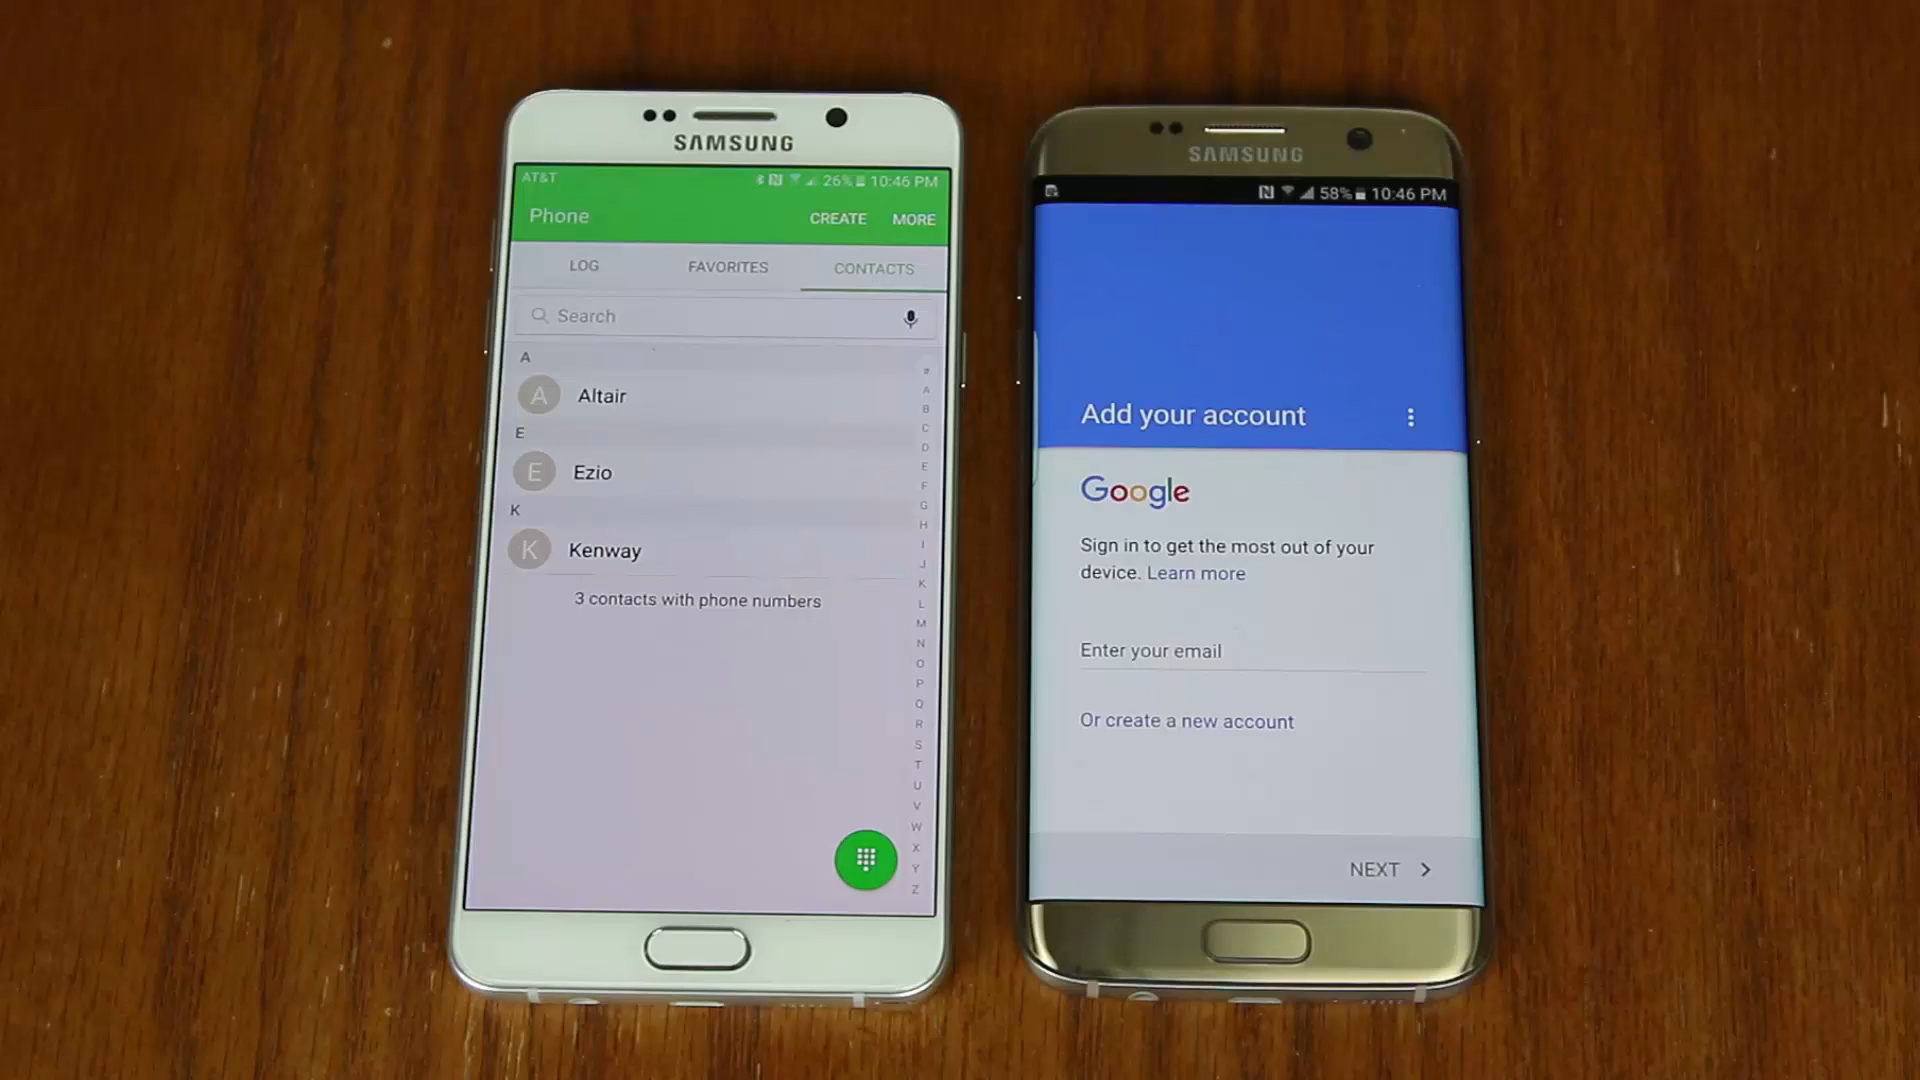 SAMSUNG
AT&T 26% 10:46 PM
Phone CREATE MORE
LOG FAVORITES CONTACTS
Search
A
A Altair
E
E Ezio
K
K Kenway
3 contacts with phone numbers
#
A
B
C
D
E
F
G
H
I
J
K
L
M
N
O
P
Q
R
S
T
U
V
W
X
Y
Z
SAMSUNG
58% 10:46 PM
Add your account
Google
Sign in to get the most out of your
device. Learn more
Enter your email
Or create a new account
NEXT >